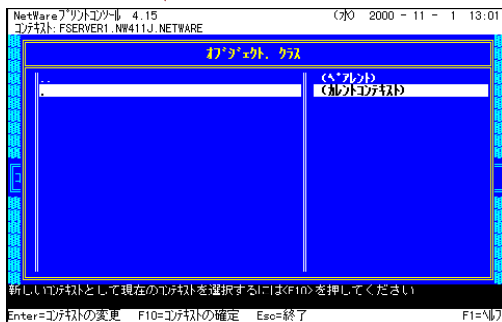 NetWareプリントコンソール 4.15 (水) 2000 - 11 - 1 13:01
コンテキスト: FSERVER1.NW411J.NETWARE
オブジェクト. クラス
.. (ペアレント)
. (カレントコンテキスト)
新しいコンテキストとして現在のコンテキストを選択するには<F10>を押してください
Enter=コンテキストの変更 F10=コンテキストの確定 Esc=終了 F1=ヘルプ